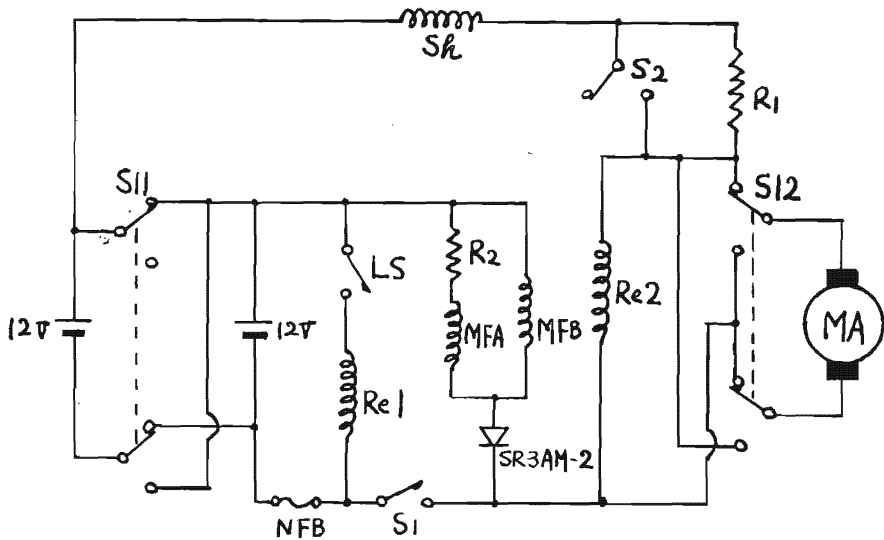 Sh
S2
R1
S11
S12
R2
LS
Re2
12V
12V
MFA
MFB
MA
Re1
SR3AM-2
NFB
S1